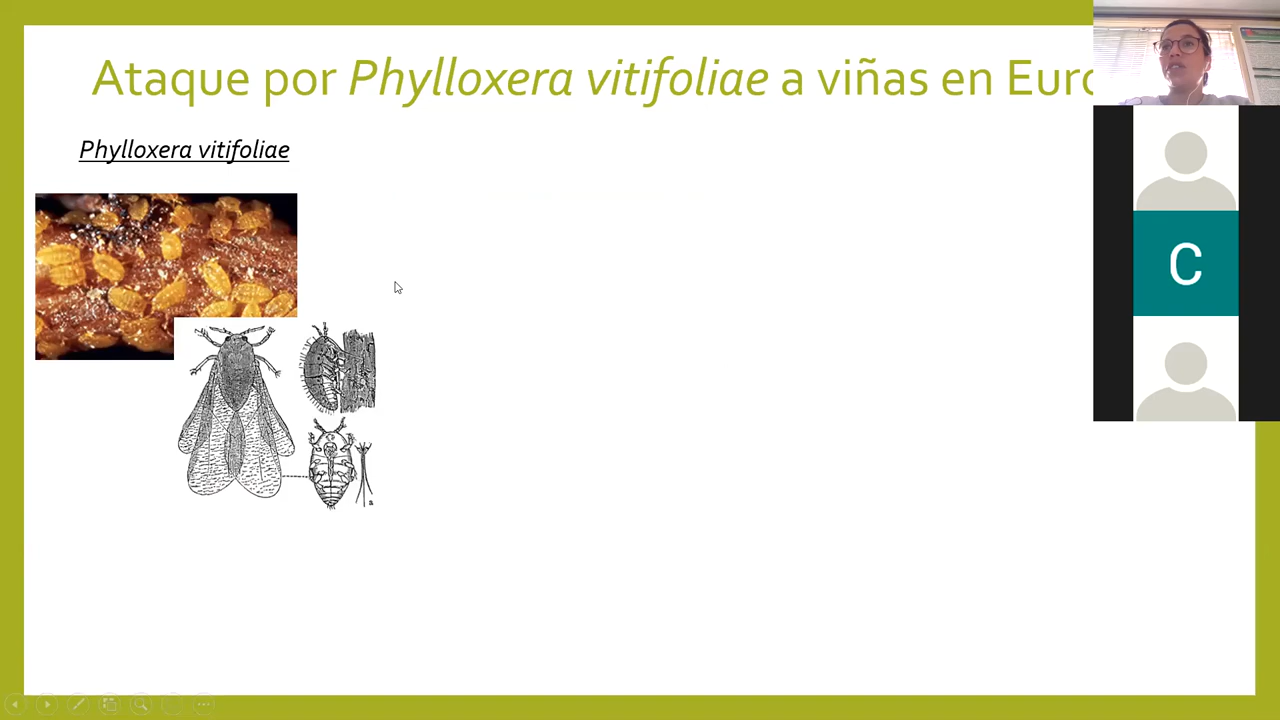 Ataque por Phylloxera vitifoliae a viñas en Euro
Phylloxera vitifoliae
C